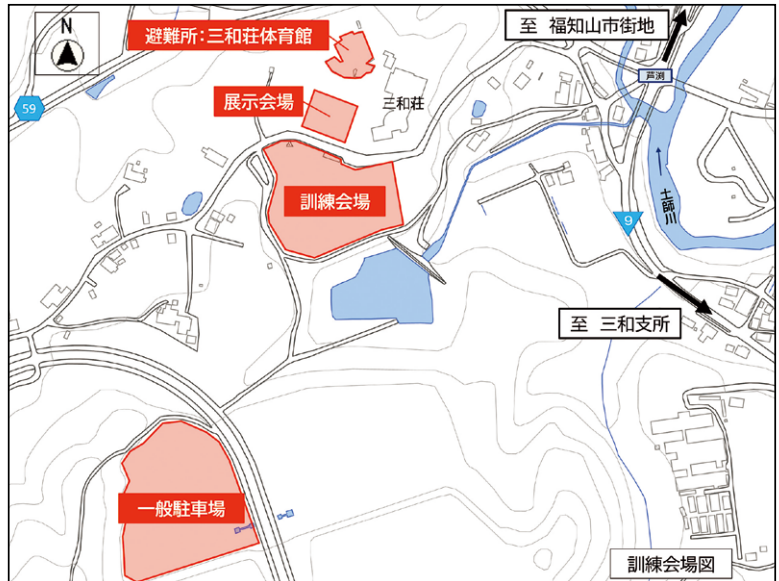 N
避難所：三和荘体育館
至 福知山市街地
芦渕
展示会場
三和荘
59
訓練会場
土師川
9
至 三和支所
一般駐車場
訓練会場図